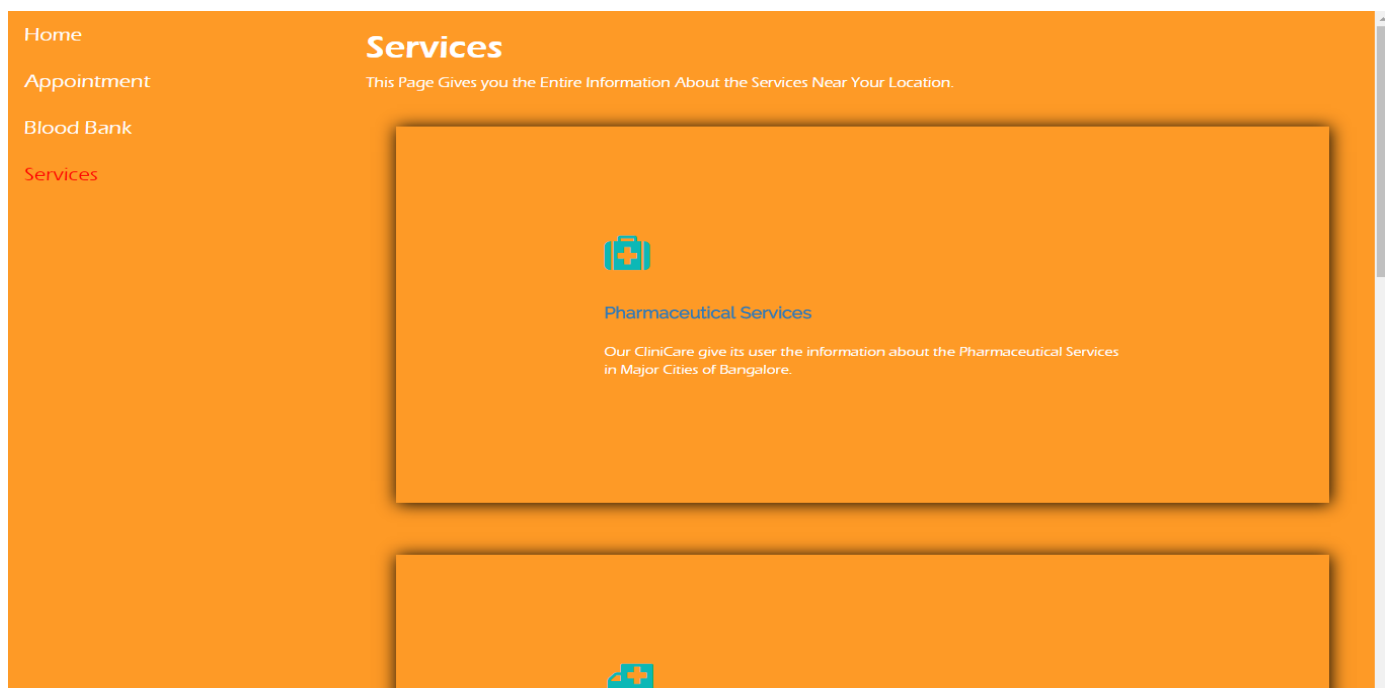 Home
Appointment
Blood Bank
Services
Services
This Page Gives you the Entire Information About the Services Near Your Location.
Pharmaceutical Services
Our CliniCare give its user the information about the Pharmaceutical Services
in Major Cities of Bangalore.